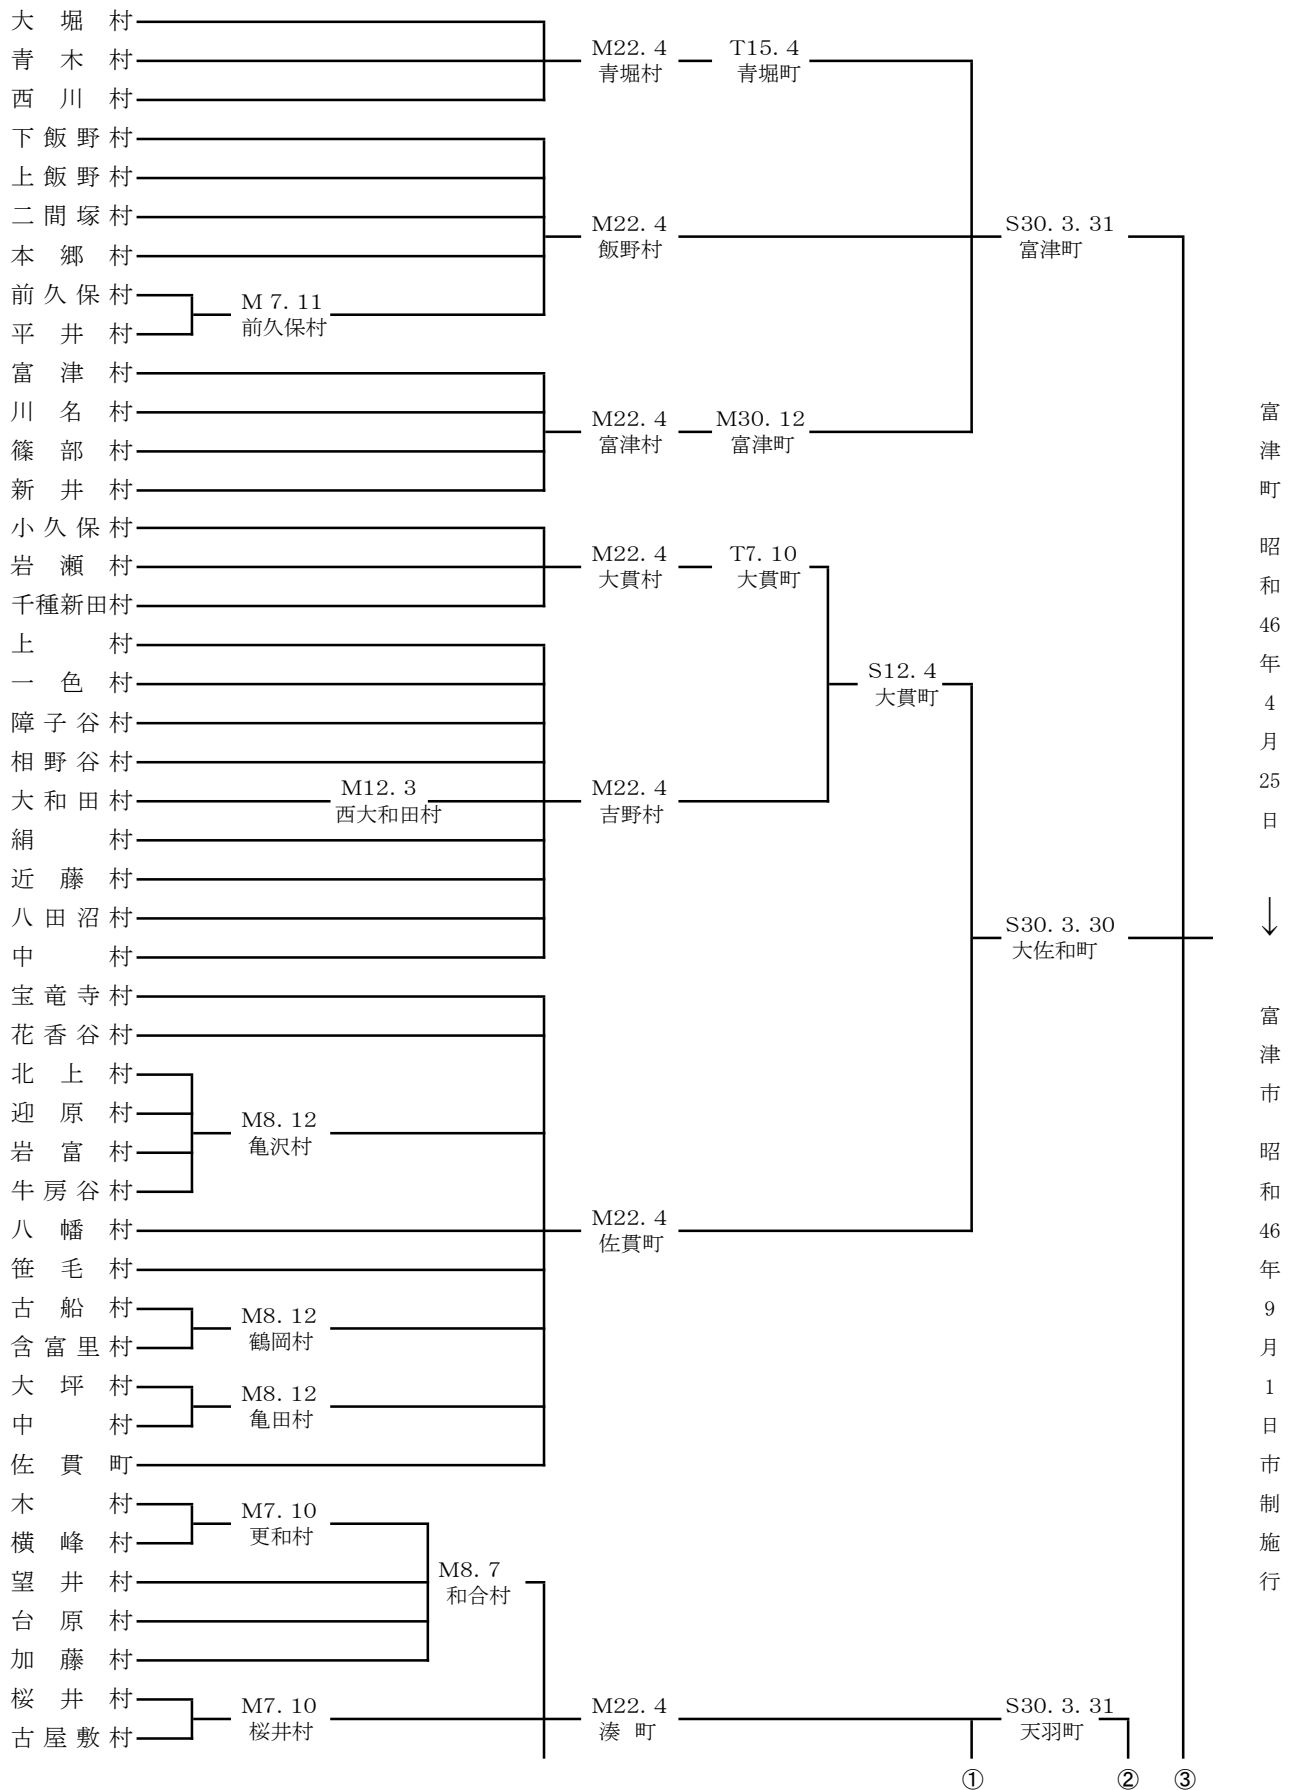 大堀村
青木村
西川村
M22. 4
青堀村
T15. 4
青堀町
下飯野村
上飯野村
二間塚村
本郷村
前久保村
平井村
M 7. 11
前久保村
M22. 4
飯野村
S30. 3. 31
富津町
富津村
川名村
篠部村
新井村
M22. 4
富津村
M30. 12
富津町
小久保村
岩瀬村
千種新田村
M22. 4
大貫村
T7. 10
大貫町
上村
一色村
障子谷村
相野谷村
大和田村
絹村
近藤村
八田沼村
中村
M12. 3
西大和田村
M22. 4
吉野村
S12. 4
大貫町
S30. 3. 30
大佐和町
宝竜寺村
花香谷村
北上村
迎原村
岩富村
牛房谷村
M8. 12
亀沢村
八幡村
笹毛村
古船村
含富里村
M8. 12
鶴岡村
大坪村
中村
M8. 12
亀田村
佐貫町
M22. 4
佐貫町
木村
横峰村
M7. 10
更和村
望井村
台原村
加藤村
M8. 7
和合村
桜井村
古屋敷村
M7. 10
桜井村
M22. 4
湊町
S30. 3. 31
天羽町
① ② ③
富津町 昭和46年4月25日 ↓ 富津市 昭和46年9月1日市制施行